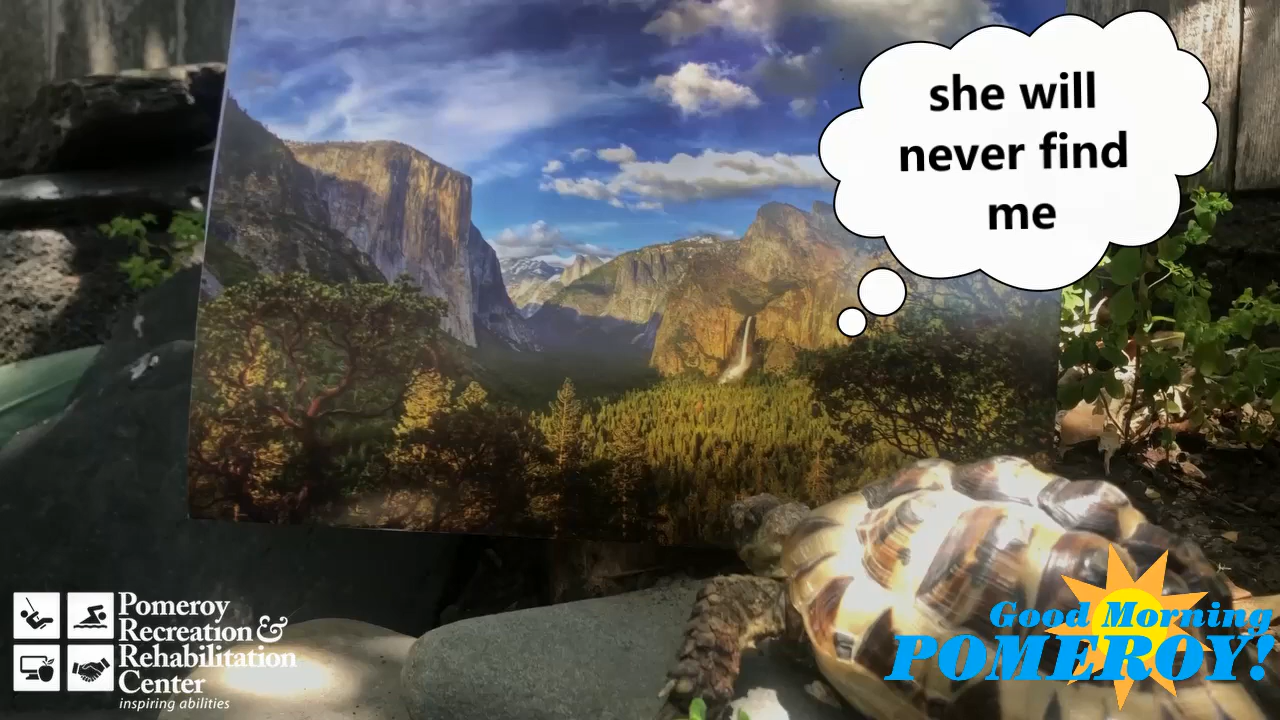 she will
never find
me
Pomeroy
Recreation &
Rehabilitation
Center
inspiring abilities
Good Morning
POMEROY!